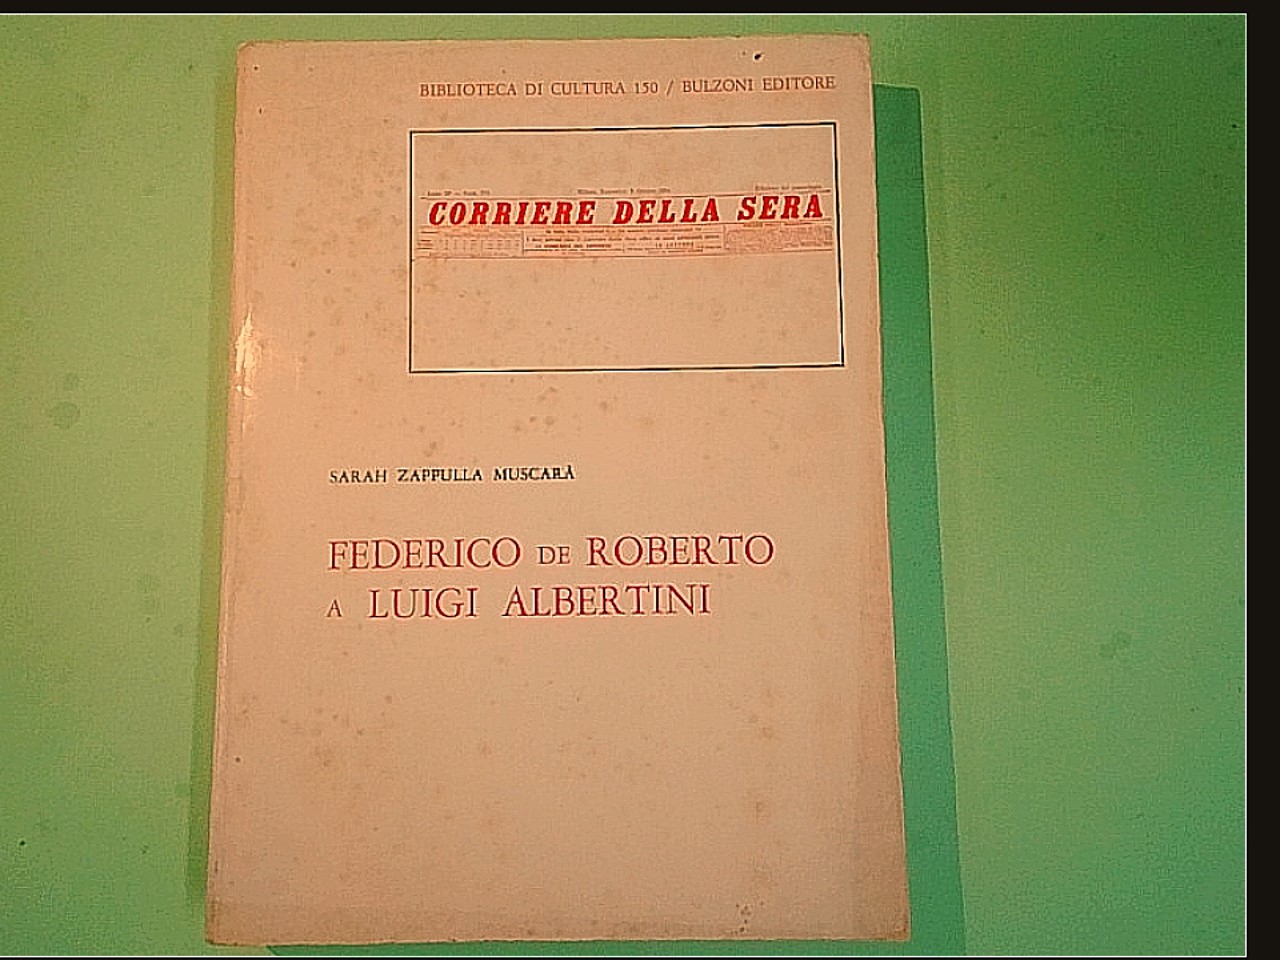 BIBLIOTECA DI CULTURA 150 / BULZONI EDITORE
CORRIERE DELLA SERA
SARAH ZAPPULLA MUSCARÀ
FEDERICO DE ROBERTO
A LUIGI ALBERTINI